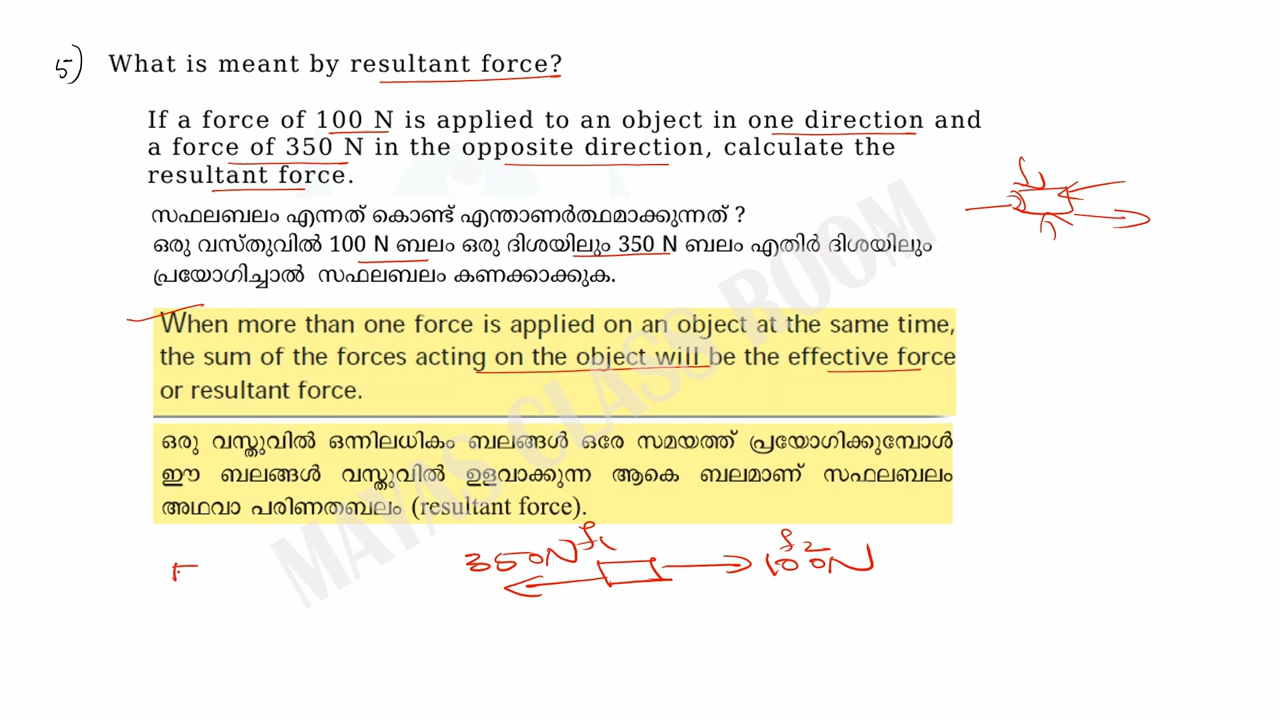 5) What is meant by resultant force?
If a force of 100 N is applied to an object in one direction and
a force of 350 N in the opposite direction, calculate the
resultant force.
സഫലബലം എന്നത് കൊണ്ട് എന്താണർത്ഥമാക്കുന്നത് ?
ഒരു വസ്തുവിൽ 100 N ബലം ഒരു ദിശയിലും 350 N ബലം എതിർ ദിശയിലും
പ്രയോഗിച്ചാൽ സഫലബലം കണക്കാക്കുക.
When more than one force is applied on an object at the same time,
the sum of the forces acting on the object will be the effective force
or resultant force.
ഒരു വസ്തുവിൽ ഒന്നിലധികം ബലങ്ങൾ ഒരേ സമയത്ത് പ്രയോഗിക്കുമ്പോൾ
ഈ ബലങ്ങൾ വസ്തുവിൽ ഉളവാക്കുന്ന ആകെ ബലമാണ് സഫലബലം
അഥവാ പരിണതബലം (resultant force).
f1 f2
350N 100N
MAYAS CLASS ROOM